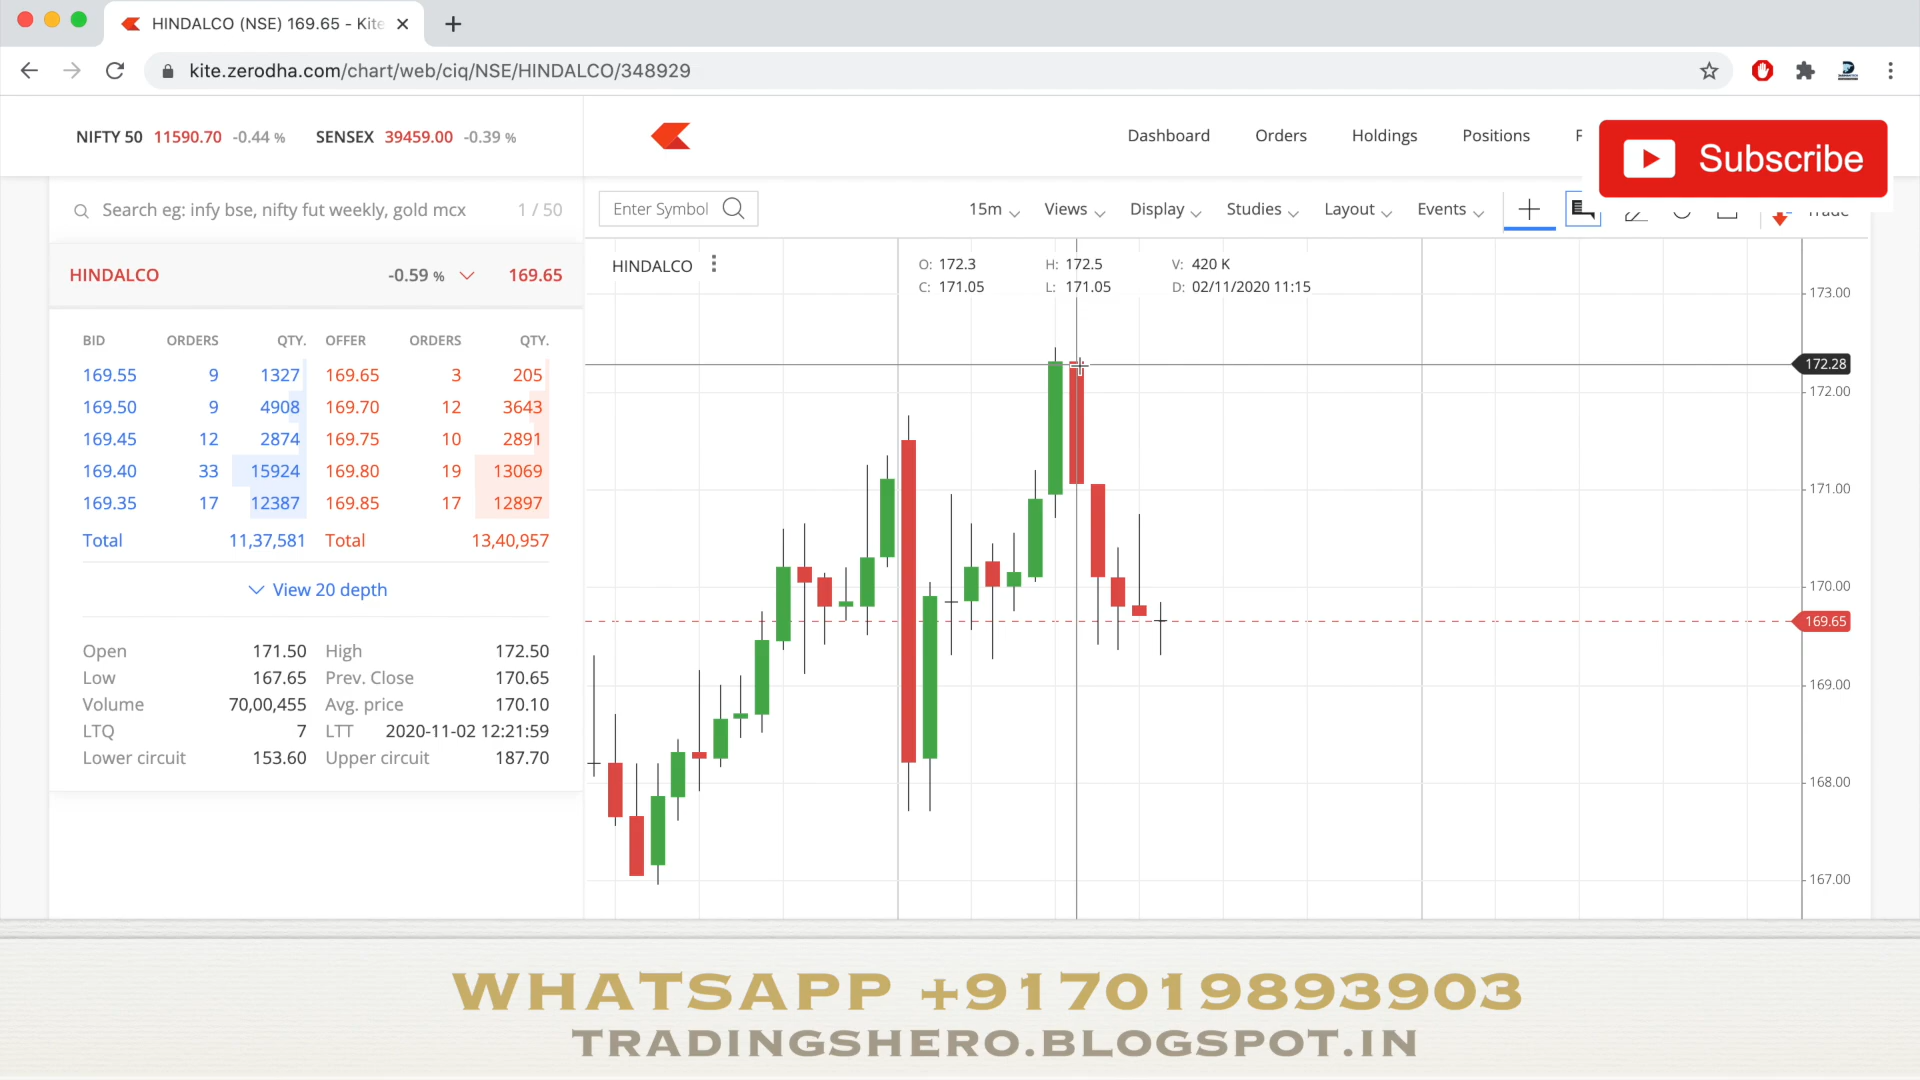 HINDALCO (NSE) 169.65 - Kite
kite.zerodha.com/chart/web/ciq/NSE/HINDALCO/348929
NIFTY 50 11590.70 -0.44 % SENSEX 39459.00 -0.39 %
Dashboard Orders Holdings Positions F
Subscribe
Search eg: infy bse, nifty fut weekly, gold mcx 1 / 50
Enter Symbol 15m Views Display Studies Layout Events Trade
HINDALCO -0.59 % 169.65
HINDALCO
O: 172.3 H: 172.5 V: 420 K
C: 171.05 L: 171.05 D: 02/11/2020 11:15
BID ORDERS QTY. OFFER ORDERS QTY.
169.55 9 1327 169.65 3 205
169.50 9 4908 169.70 12 3643
169.45 12 2874 169.75 10 2891
169.40 33 15924 169.80 19 13069
169.35 17 12387 169.85 17 12897
Total 11,37,581 Total 13,40,957
View 20 depth
Open 171.50 High 172.50
Low 167.65 Prev. Close 170.65
Volume 70,00,455 Avg. price 170.10
LTQ 7 LTT 2020-11-02 12:21:59
Lower circuit 153.60 Upper circuit 187.70
173.00
172.28
172.00
171.00
170.00
169.65
169.00
168.00
167.00
WHATSAPP +917019893903
TRADINGSHERO.BLOGSPOT.IN